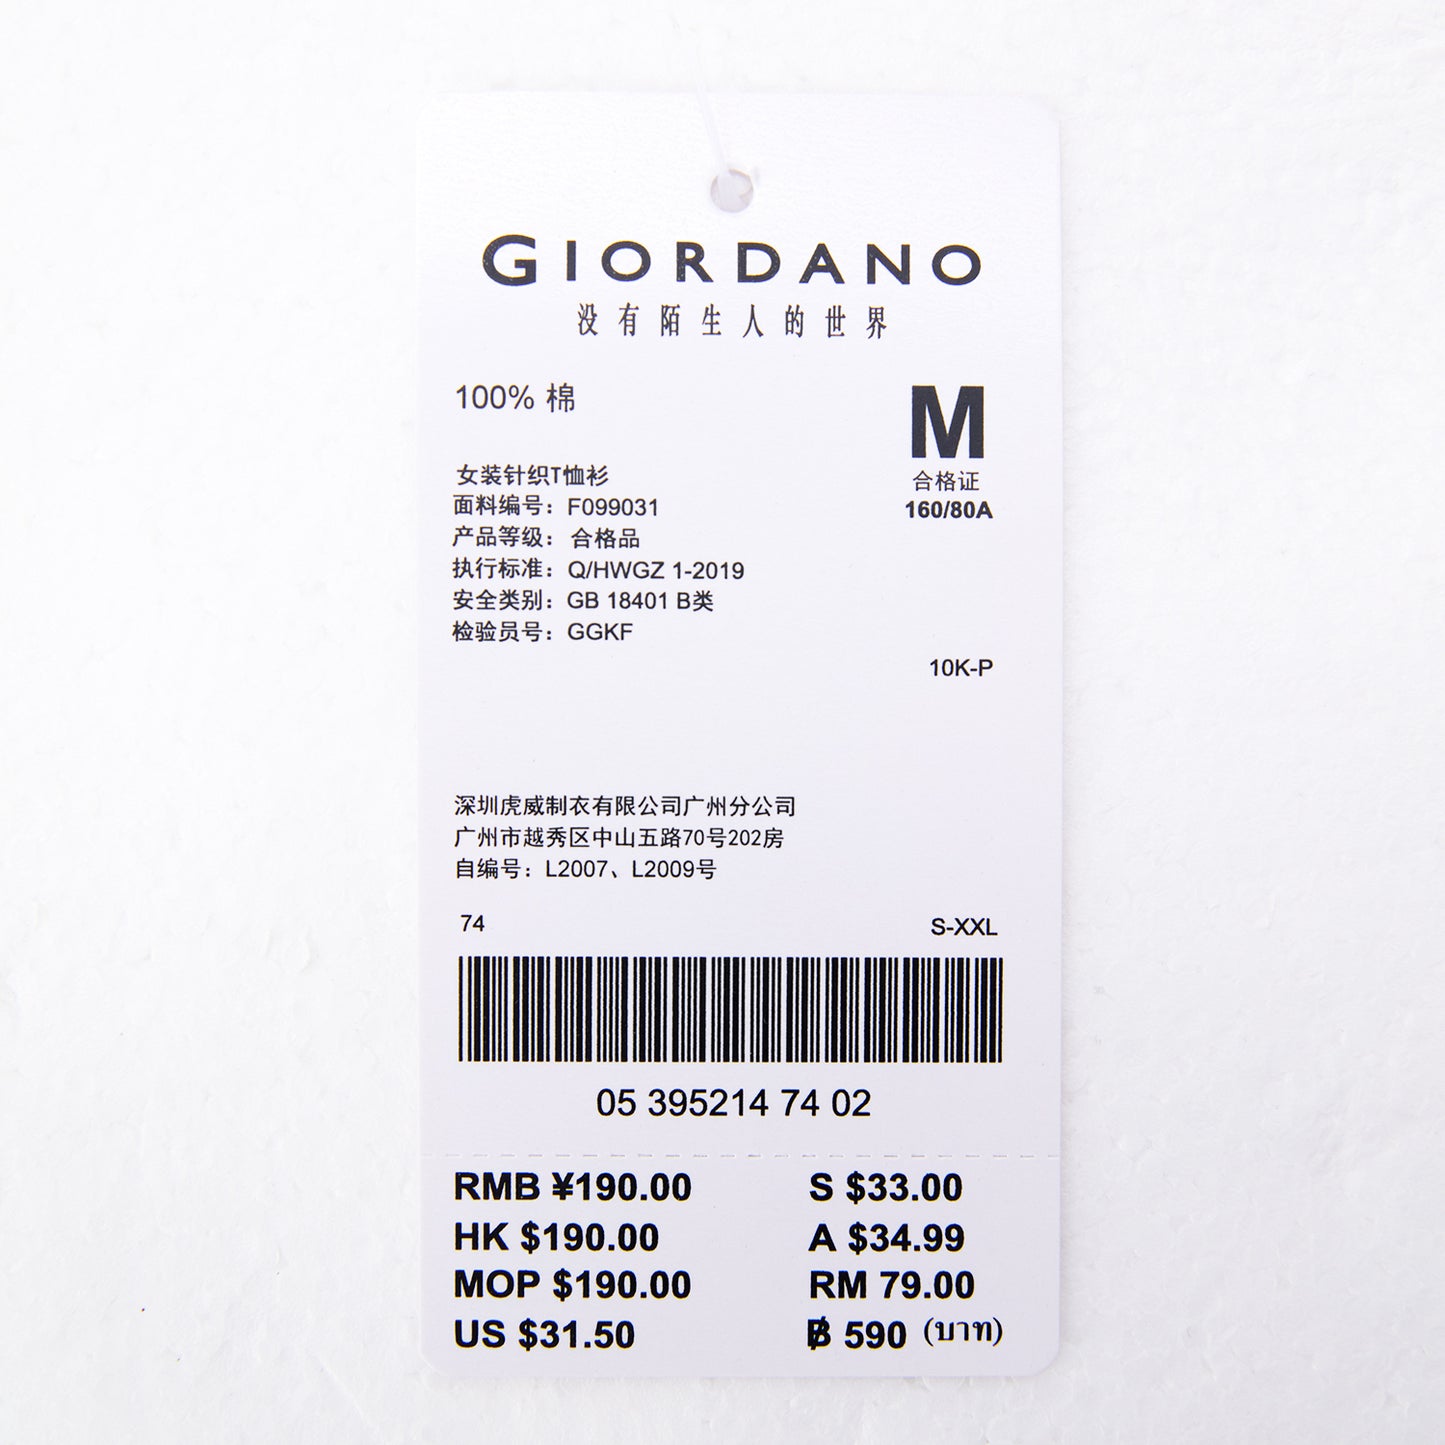 GIORDANO
没有陌生人的世界
100% 棉
M
合格证
160/80A
女装针织T恤衫
面料编号：F099031
产品等级：合格品
执行标准：Q/HWGZ 1-2019
安全类别：GB 18401 B类
检验员号：GGKF
10K-P
深圳虎威制衣有限公司广州分公司
广州市越秀区中山五路70号202房
自编号：L2007、L2009号
74
S-XXL
05 395214 74 02
RMB ¥190.00
HK $190.00
MOP $190.00
US $31.50
S $33.00
A $34.99
RM 79.00
฿ 590 (บาท)